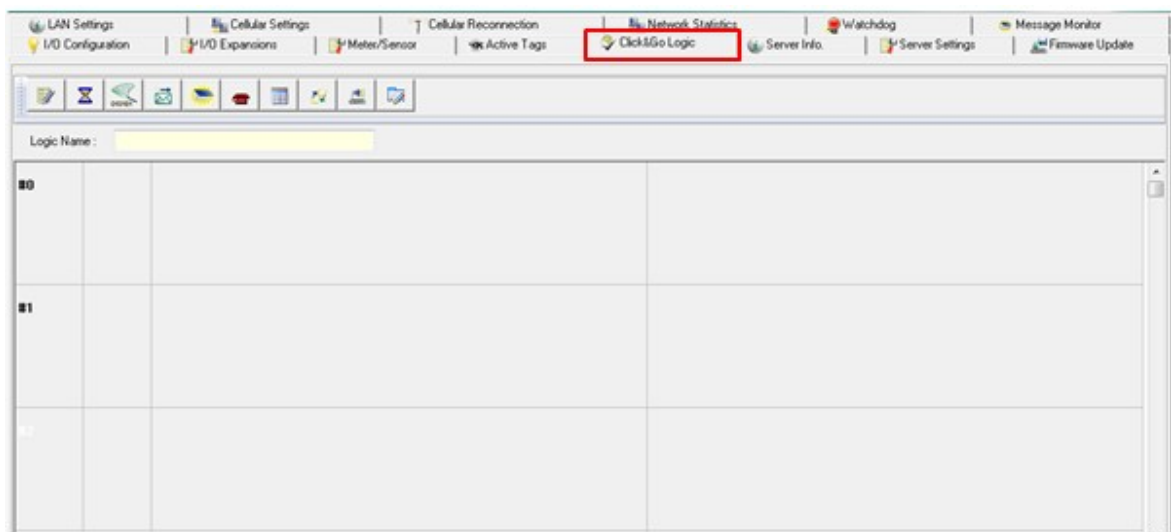 LAN Settings Cellular Settings Cellular Reconnection Network Statistics Watchdog Message Monitor
I/O Configuration I/O Expansions Meter/Sensor Active Tags Click&Go Logic Server Info. Server Settings Firmware Update
Logic Name :
#0
#1
#2